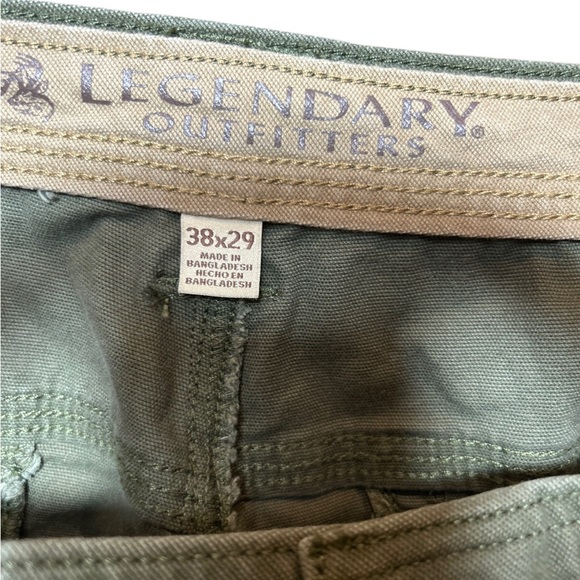 LEGENDARY®
OUTFITTERS
38x29
MADE IN
BANGLADESH
HECHO EN
BANGLADESH